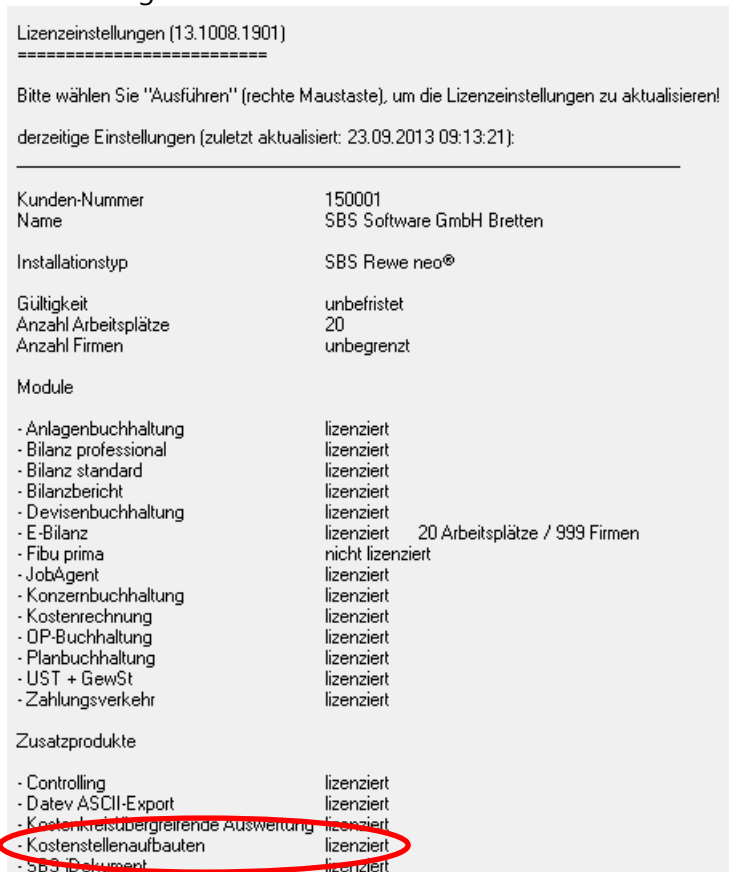 Lizenzeinstellungen (13.1008.1901)
==========================
Bitte wählen Sie "Ausführen" (rechte Maustaste), um die Lizenzeinstellungen zu aktualisieren!
derzeitige Einstellungen (zuletzt aktualisiert: 23.09.2013 09:13:21):
Kunden-Nummer 150001
Name SBS Software GmbH Bretten
Installationstyp SBS Rewe neo®
Gültigkeit unbefristet
Anzahl Arbeitsplätze 20
Anzahl Firmen unbegrenzt
Module
- Anlagenbuchhaltung lizenziert
- Bilanz professional lizenziert
- Bilanz standard lizenziert
- Bilanzbericht lizenziert
- Devisenbuchhaltung lizenziert
- E-Bilanz lizenziert 20 Arbeitsplätze / 999 Firmen
- Fibu prima nicht lizenziert
- JobAgent lizenziert
- Konzernbuchhaltung lizenziert
- Kostenrechnung lizenziert
- OP-Buchhaltung lizenziert
- Planbuchhaltung lizenziert
- UST + GewSt lizenziert
- Zahlungsverkehr lizenziert
Zusatzprodukte
- Controlling lizenziert
- Datev ASCII-Export lizenziert
- Kostenkreisübergreifende Auswertung lizenziert
- Kostenstellenaufbauten lizenziert
- SBS iDokument lizenziert